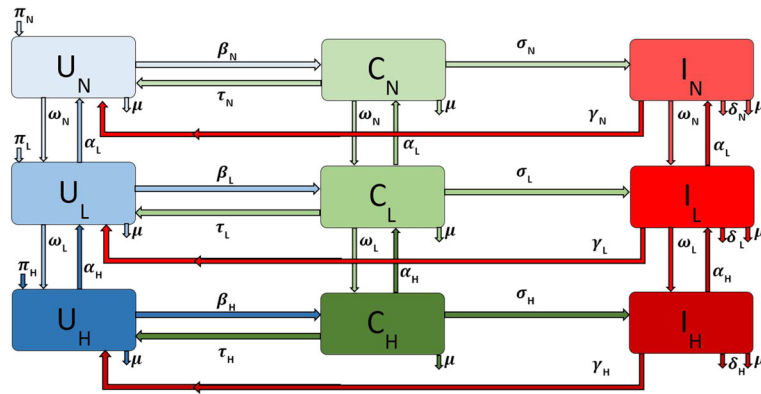 π_N
U_N β_N C_N σ_N I_N
τ_N
μ μ δ_N μ
ω_N α_L ω_N α_L γ_N ω_N α_L
π_L
U_L β_L C_L σ_L I_L
τ_L
μ μ δ_L μ
ω_L α_H ω_L α_H γ_L ω_L α_H
π_H
U_H β_H C_H σ_H I_H
τ_H
μ μ γ_H δ_H μ